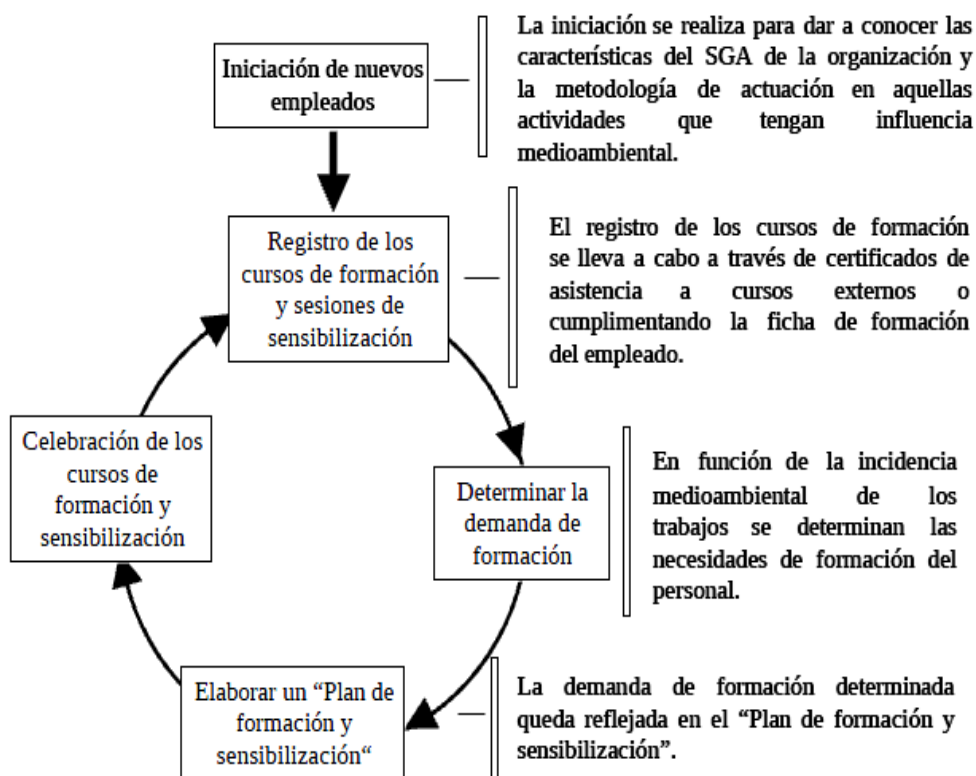 Iniciación de nuevos
empleados
La iniciación se realiza para dar a conocer las
características del SGA de la organización y
la metodología de actuación en aquellas
actividades que tengan influencia
medioambiental.
Registro de los
cursos de formación
y sesiones de
sensibilización
El registro de los cursos de formación
se lleva a cabo a través de certificados de
asistencia a cursos externos o
cumplimentando la ficha de formación
del empleado.
Determinar la
demanda de
formación
En función de la incidencia
medioambiental de los
trabajos se determinan las
necesidades de formación del
personal.
Elaborar un “Plan de
formación y
sensibilización“
La demanda de formación determinada
queda reflejada en el “Plan de formación y
sensibilización”.
Celebración de los
cursos de
formación y
sensibilización